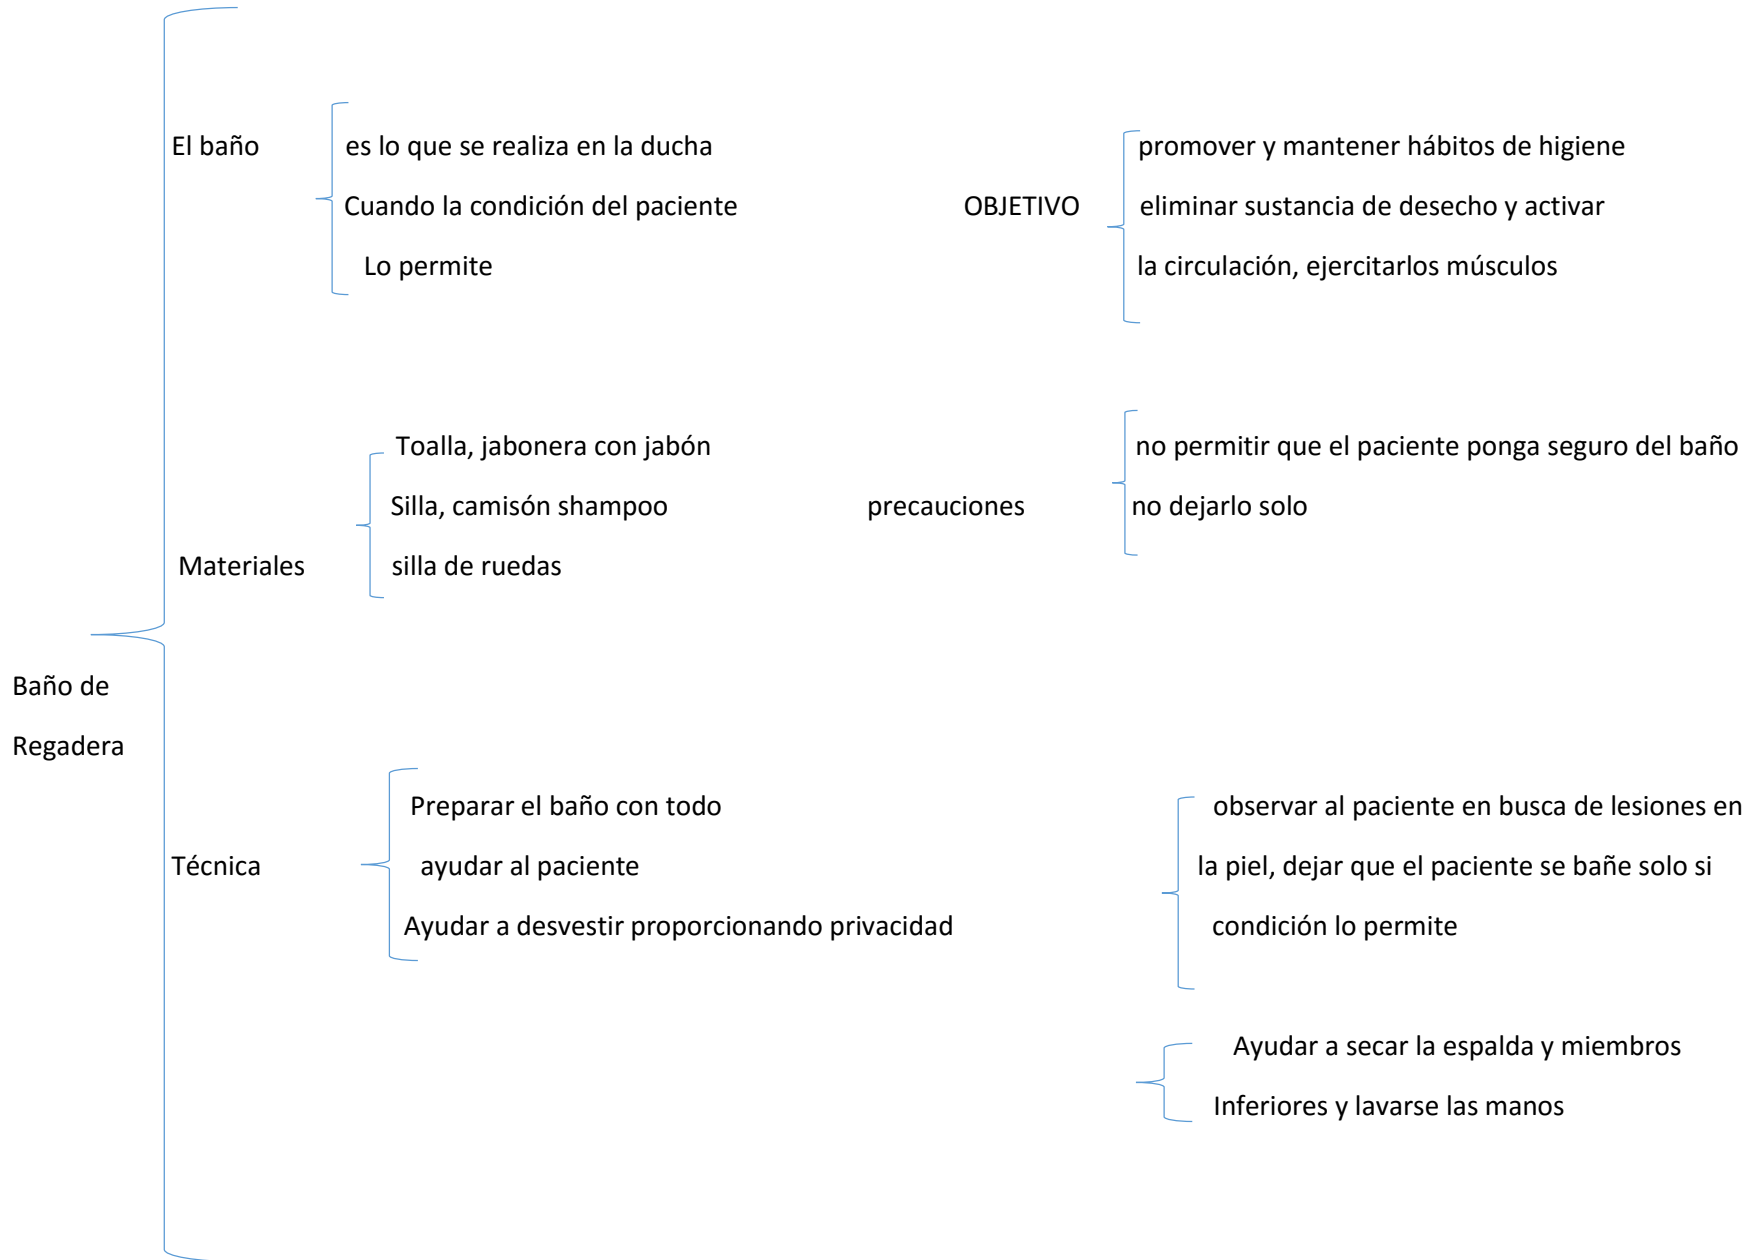 El baño
es lo que se realiza en la ducha
Cuando la condición del paciente
Lo permite
OBJETIVO
promover y mantener hábitos de higiene
eliminar sustancia de desecho y activar
la circulación, ejercitarlos músculos
Materiales
Toalla, jabonera con jabón
Silla, camisón shampoo
silla de ruedas
precauciones
no permitir que el paciente ponga seguro del baño
no dejarlo solo
Baño de
Regadera
Técnica
Preparar el baño con todo
ayudar al paciente
Ayudar a desvestir proporcionando privacidad
observar al paciente en busca de lesiones en
la piel, dejar que el paciente se bañe solo si
condición lo permite
Ayudar a secar la espalda y miembros
Inferiores y lavarse las manos